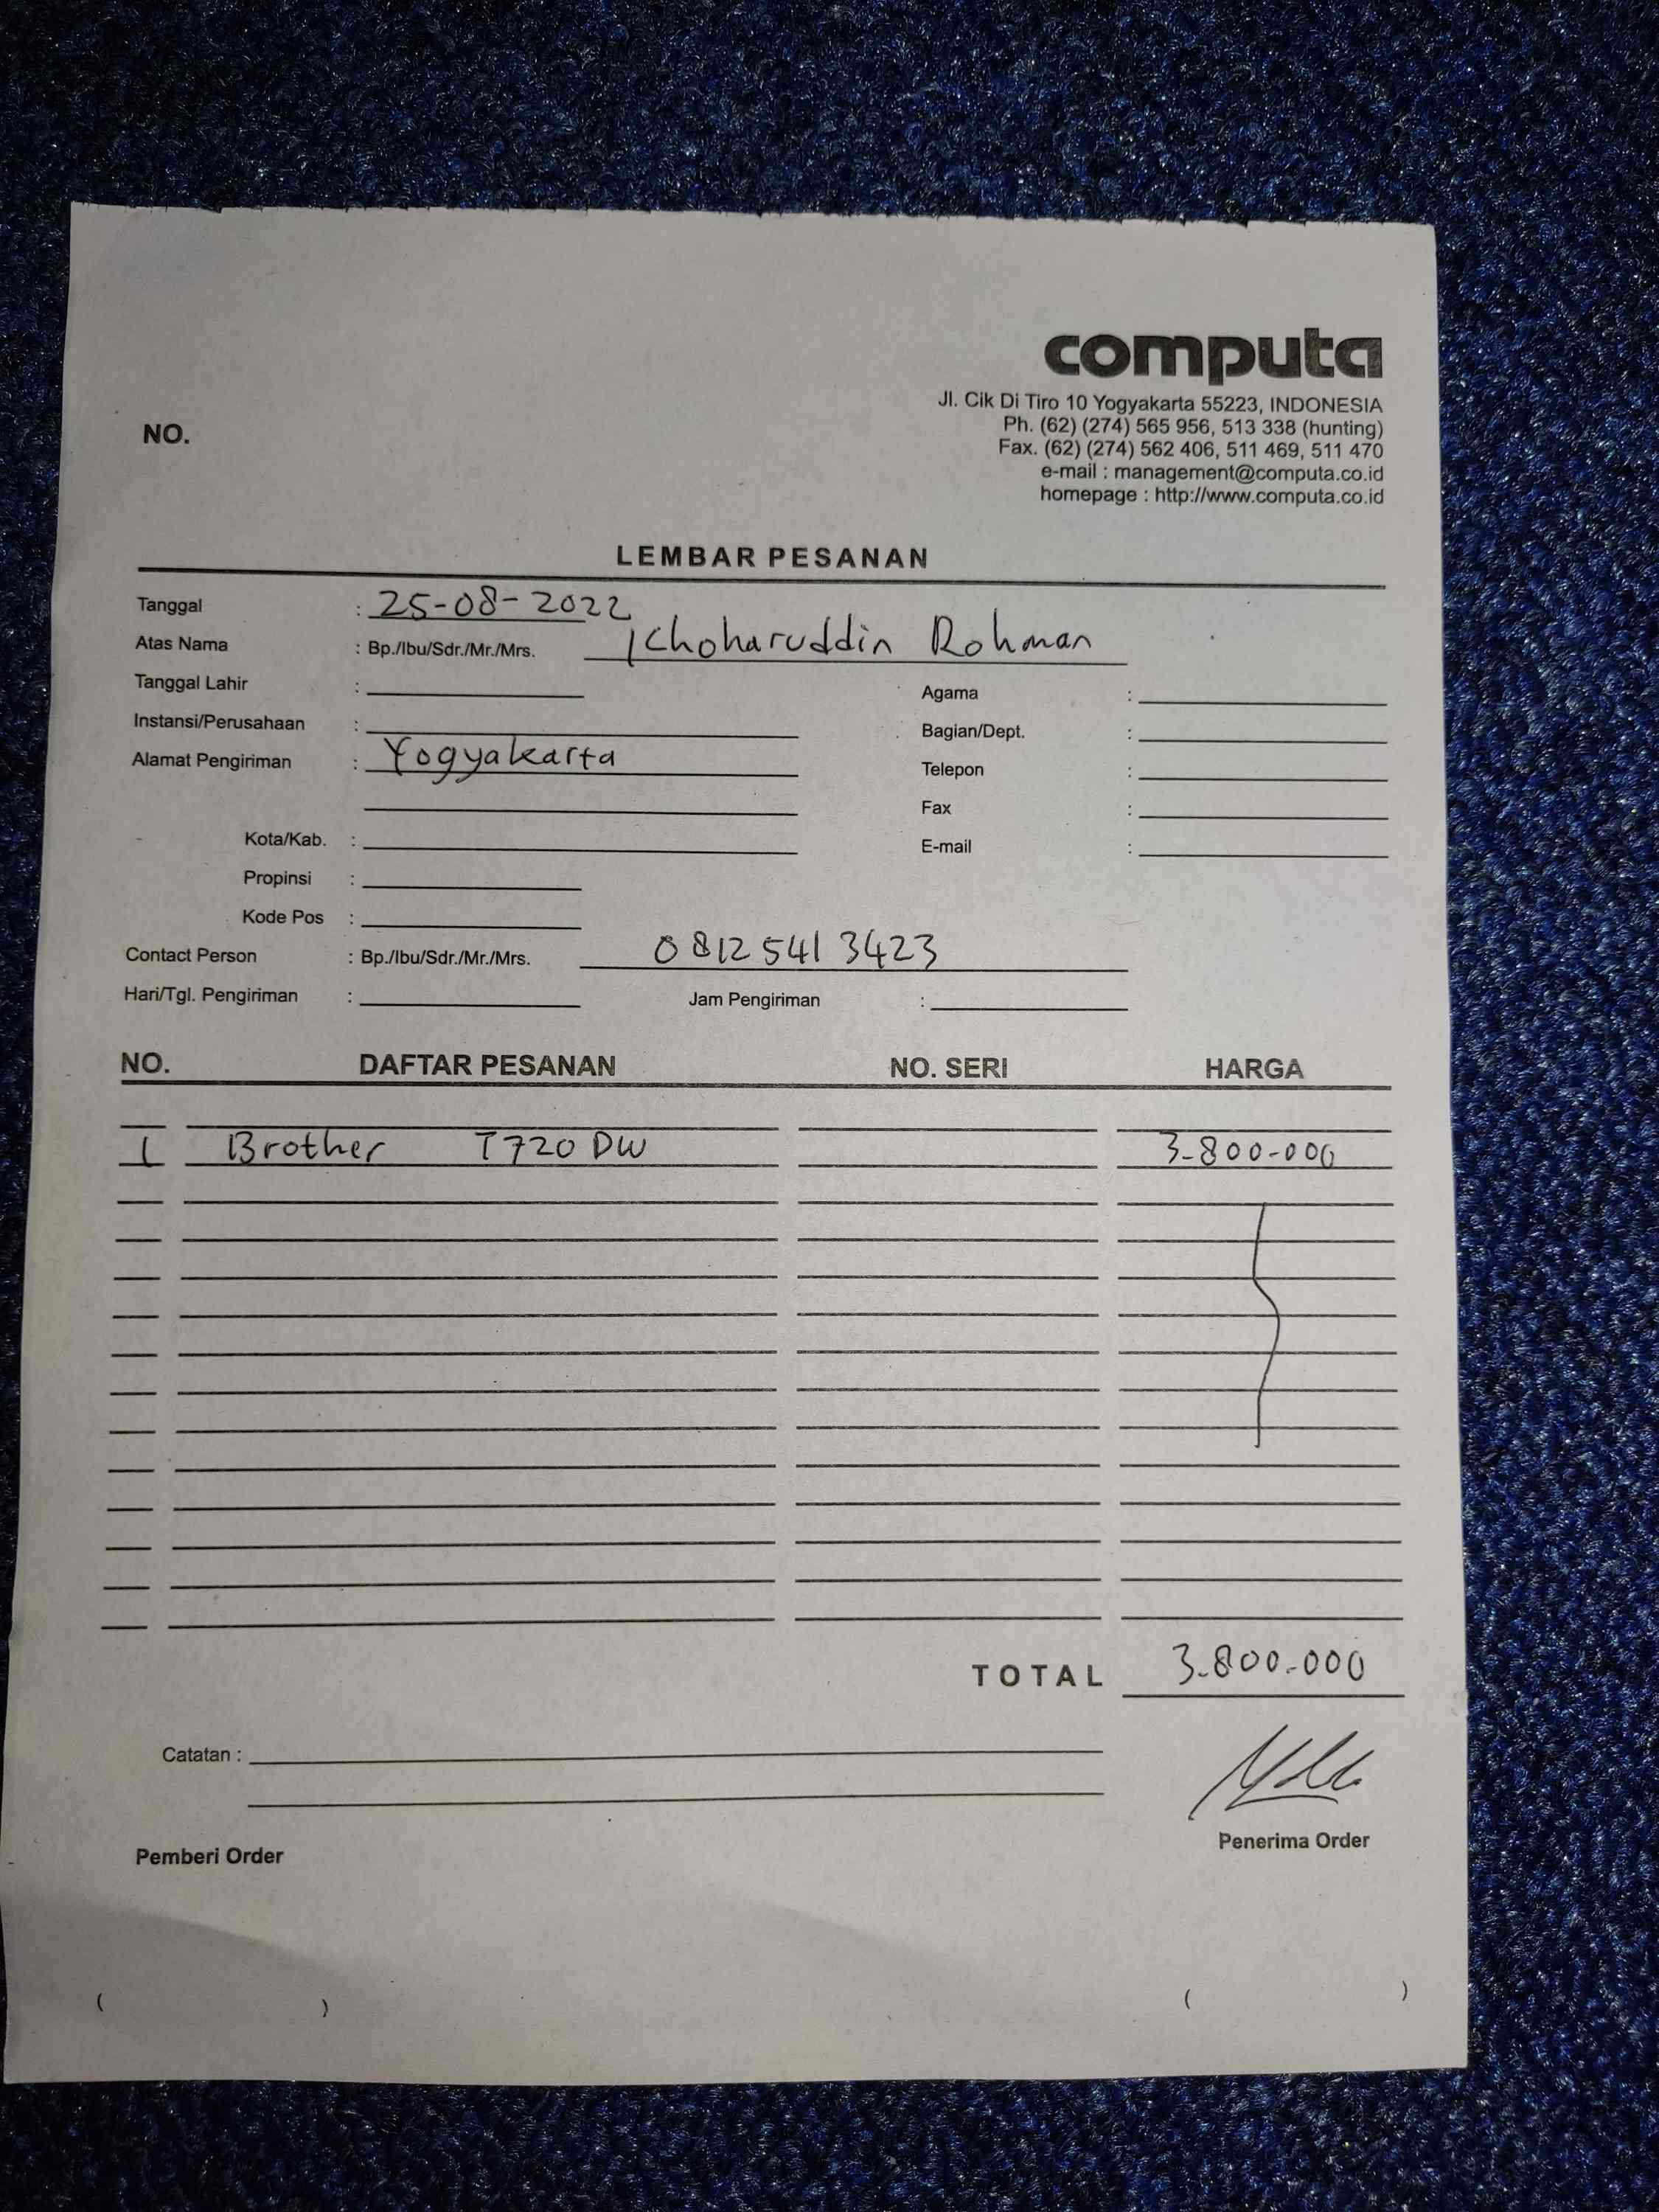 computa
Jl. Cik Di Tiro 10 Yogyakarta 55223, INDONESIA
Ph. (62) (274) 565 956, 513 338 (hunting)
Fax. (62) (274) 562 406, 511 469, 511 470
e-mail : management@computa.co.id
homepage : http://www.computa.co.id
NO.
LEMBAR PESANAN
Tanggal : 25-08-2022
Atas Nama : Bp./Ibu/Sdr./Mr./Mrs. Khoharuddin Rohman
Tanggal Lahir : Agama :
Instansi/Perusahaan : Bagian/Dept. :
Alamat Pengiriman : Yogyakarta Telepon :
Fax :
Kota/Kab. : E-mail :
Propinsi :
Kode Pos :
Contact Person : Bp./Ibu/Sdr./Mr./Mrs. 08125413423
Hari/Tgl. Pengiriman : Jam Pengiriman :
NO. DAFTAR PESANAN NO. SERI HARGA
1 Brother T720 DW 3-800-000
TOTAL 3-800-000
Catatan :
Pemberi Order Penerima Order
( ) ( )